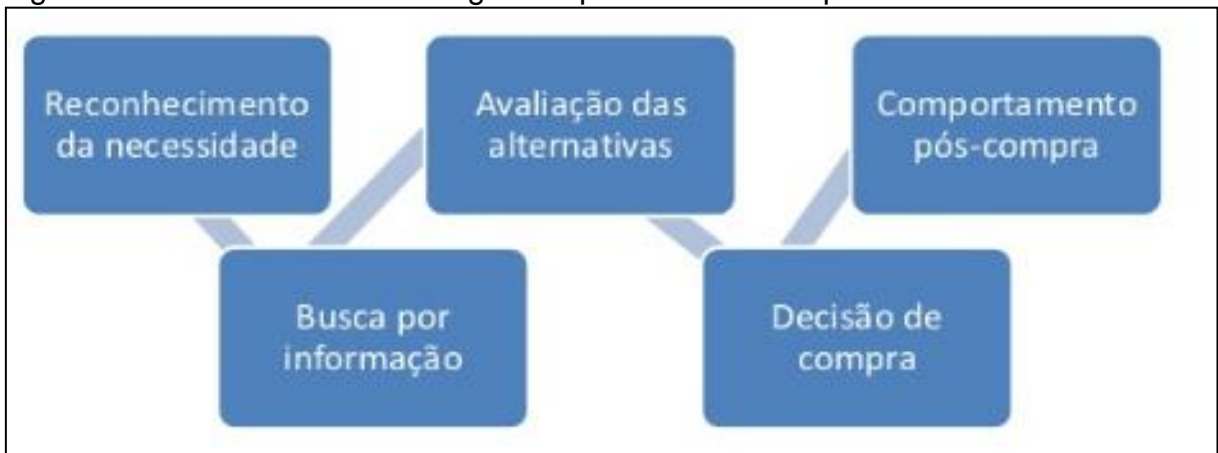 Reconhecimento
da necessidade
Busca por
informação
Avaliação das
alternativas
Decisão de
compra
Comportamento
pós-compra